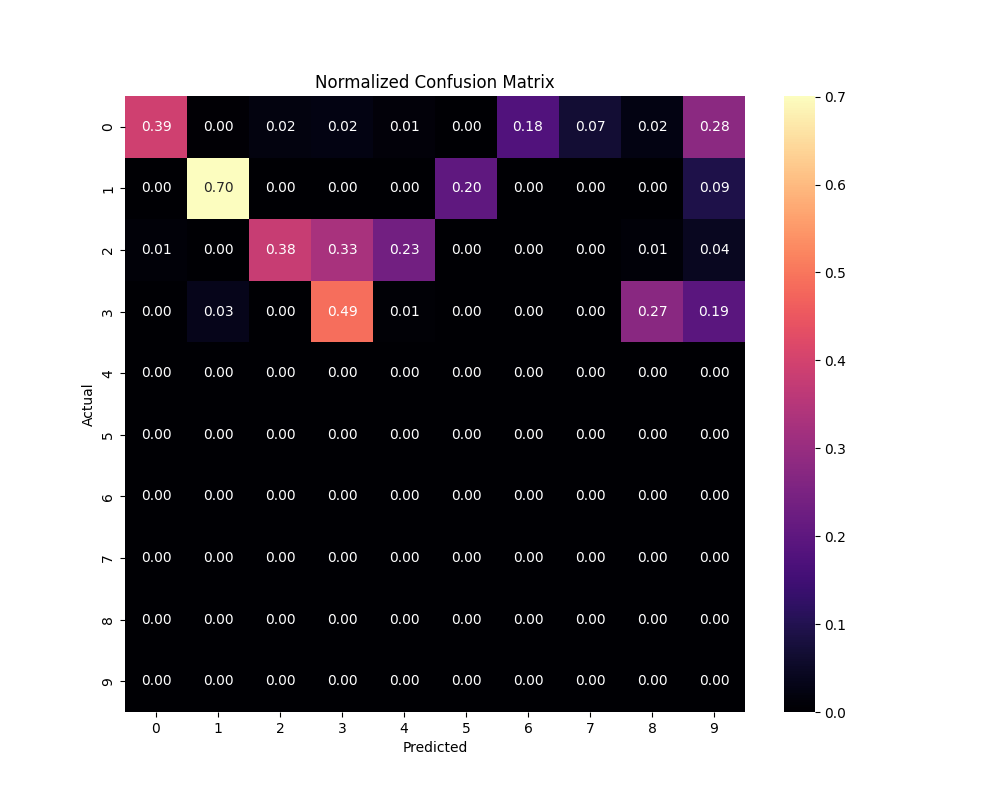 Normalized Confusion Matrix
0 0.39 0.00 0.02 0.02 0.01 0.00 0.18 0.07 0.02 0.28
1 0.00 0.70 0.00 0.00 0.00 0.20 0.00 0.00 0.00 0.09
2 0.01 0.00 0.38 0.33 0.23 0.00 0.00 0.00 0.01 0.04
3 0.00 0.03 0.00 0.49 0.01 0.00 0.00 0.00 0.27 0.19
4 0.00 0.00 0.00 0.00 0.00 0.00 0.00 0.00 0.00 0.00
5 0.00 0.00 0.00 0.00 0.00 0.00 0.00 0.00 0.00 0.00
6 0.00 0.00 0.00 0.00 0.00 0.00 0.00 0.00 0.00 0.00
7 0.00 0.00 0.00 0.00 0.00 0.00 0.00 0.00 0.00 0.00
8 0.00 0.00 0.00 0.00 0.00 0.00 0.00 0.00 0.00 0.00
9 0.00 0.00 0.00 0.00 0.00 0.00 0.00 0.00 0.00 0.00
0 1 2 3 4 5 6 7 8 9
Predicted
Actual
0.7
0.6
0.5
0.4
0.3
0.2
0.1
0.0